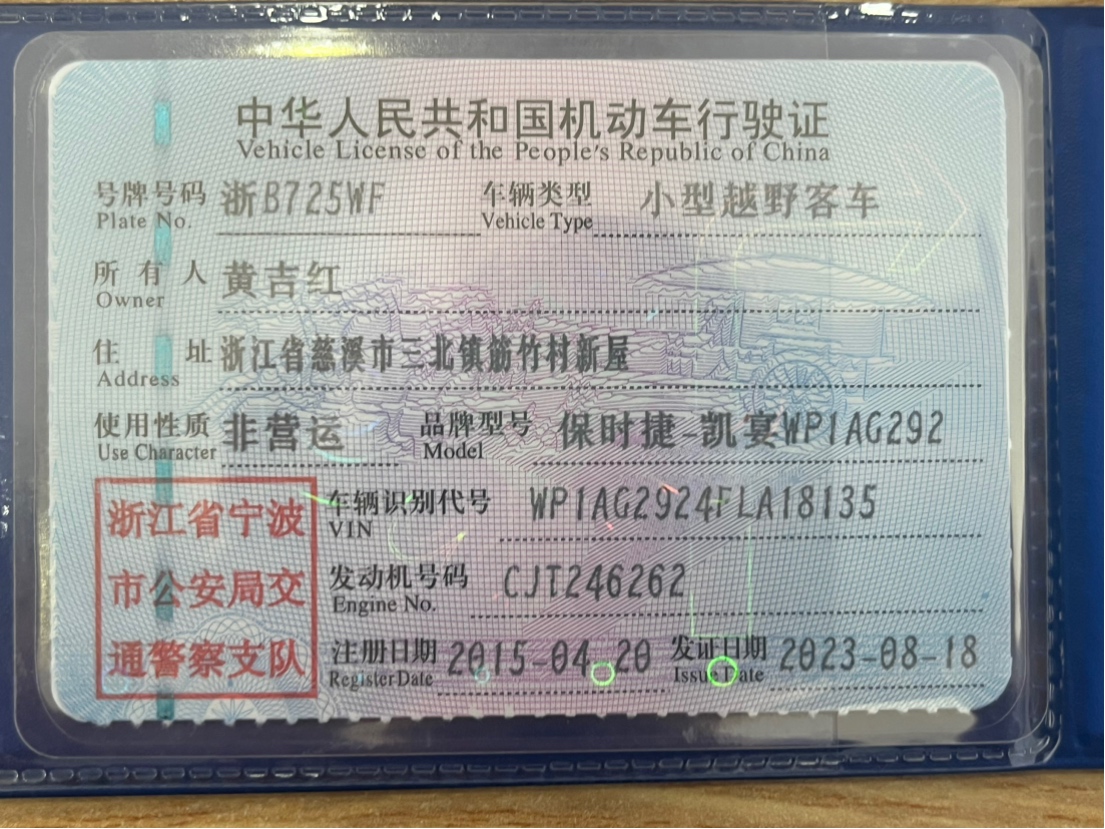 中华人民共和国机动车行驶证
Vehicle License of the People's Republic of China
号牌号码 浙B725WF 车辆类型 小型越野客车
Plate No. Vehicle Type
所有人 黄吉红
Owner
住址 浙江省慈溪市三北镇筋竹村新屋
Address
使用性质 非营运 品牌型号 保时捷-凯宴WP1AG292
Use Character Model
浙江省宁波
市公安局交
通警察支队
车辆识别代号 WP1AG2924FLA18135
VIN
发动机号码 CJT246262
Engine No.
注册日期 2015-04-20 发证日期 2023-08-18
Register Date Issue Date